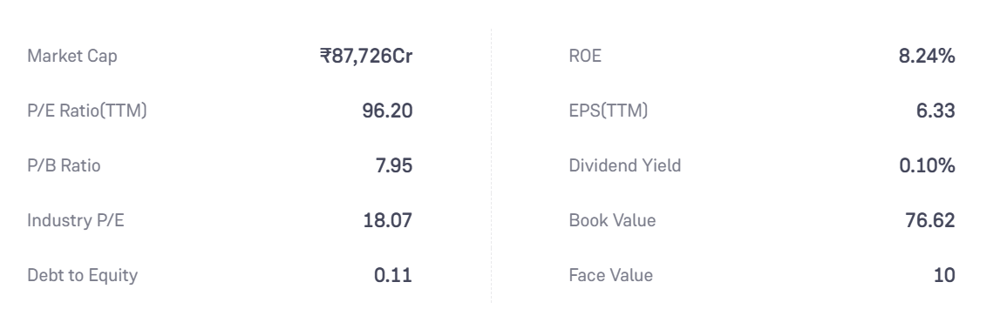 Market Cap ₹87,726Cr
P/E Ratio(TTM) 96.20
P/B Ratio 7.95
Industry P/E 18.07
Debt to Equity 0.11
ROE 8.24%
EPS(TTM) 6.33
Dividend Yield 0.10%
Book Value 76.62
Face Value 10